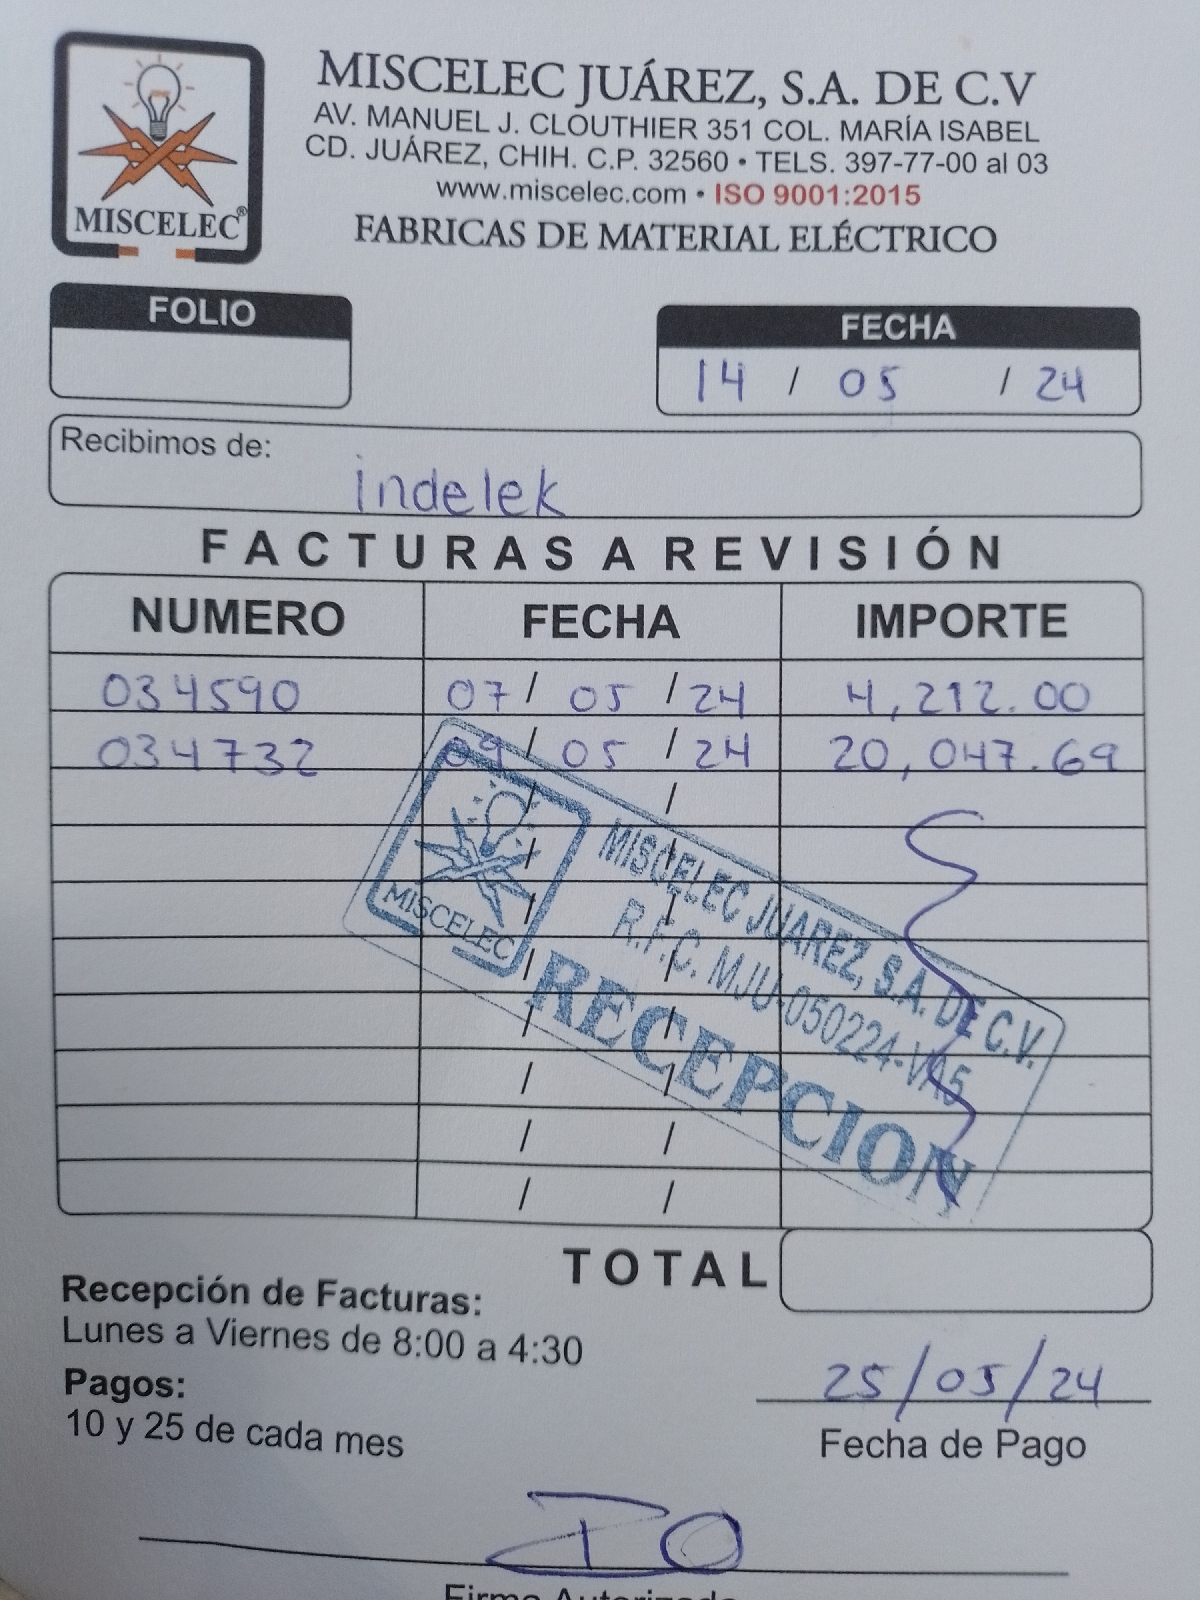 MISCELEC®
MISCELEC JUÁREZ, S.A. DE C.V
AV. MANUEL J. CLOUTHIER 351 COL. MARÍA ISABEL
CD. JUÁREZ, CHIH. C.P. 32560 • TELS. 397-77-00 al 03
www.miscelec.com • ISO 9001:2015
FABRICAS DE MATERIAL ELÉCTRICO
FOLIO
FECHA
14 / 05 / 24
Recibimos de:
indelek
FACTURAS A REVISIÓN
NUMERO FECHA IMPORTE
034590 07/ 05 /24 4,212.00
034732 09/ 05 /24 20,047.69
/ /
/ /
/ /
/ /
/ /
/ /
/ /
/ /
MISCELEC
MISCELEC JUAREZ, S.A. DE C.V.
R.F.C. MJU-050224-VA5
RECEPCION
TOTAL
Recepción de Facturas:
Lunes a Viernes de 8:00 a 4:30
Pagos:
10 y 25 de cada mes
25/05/24
Fecha de Pago
Firma Autorizada